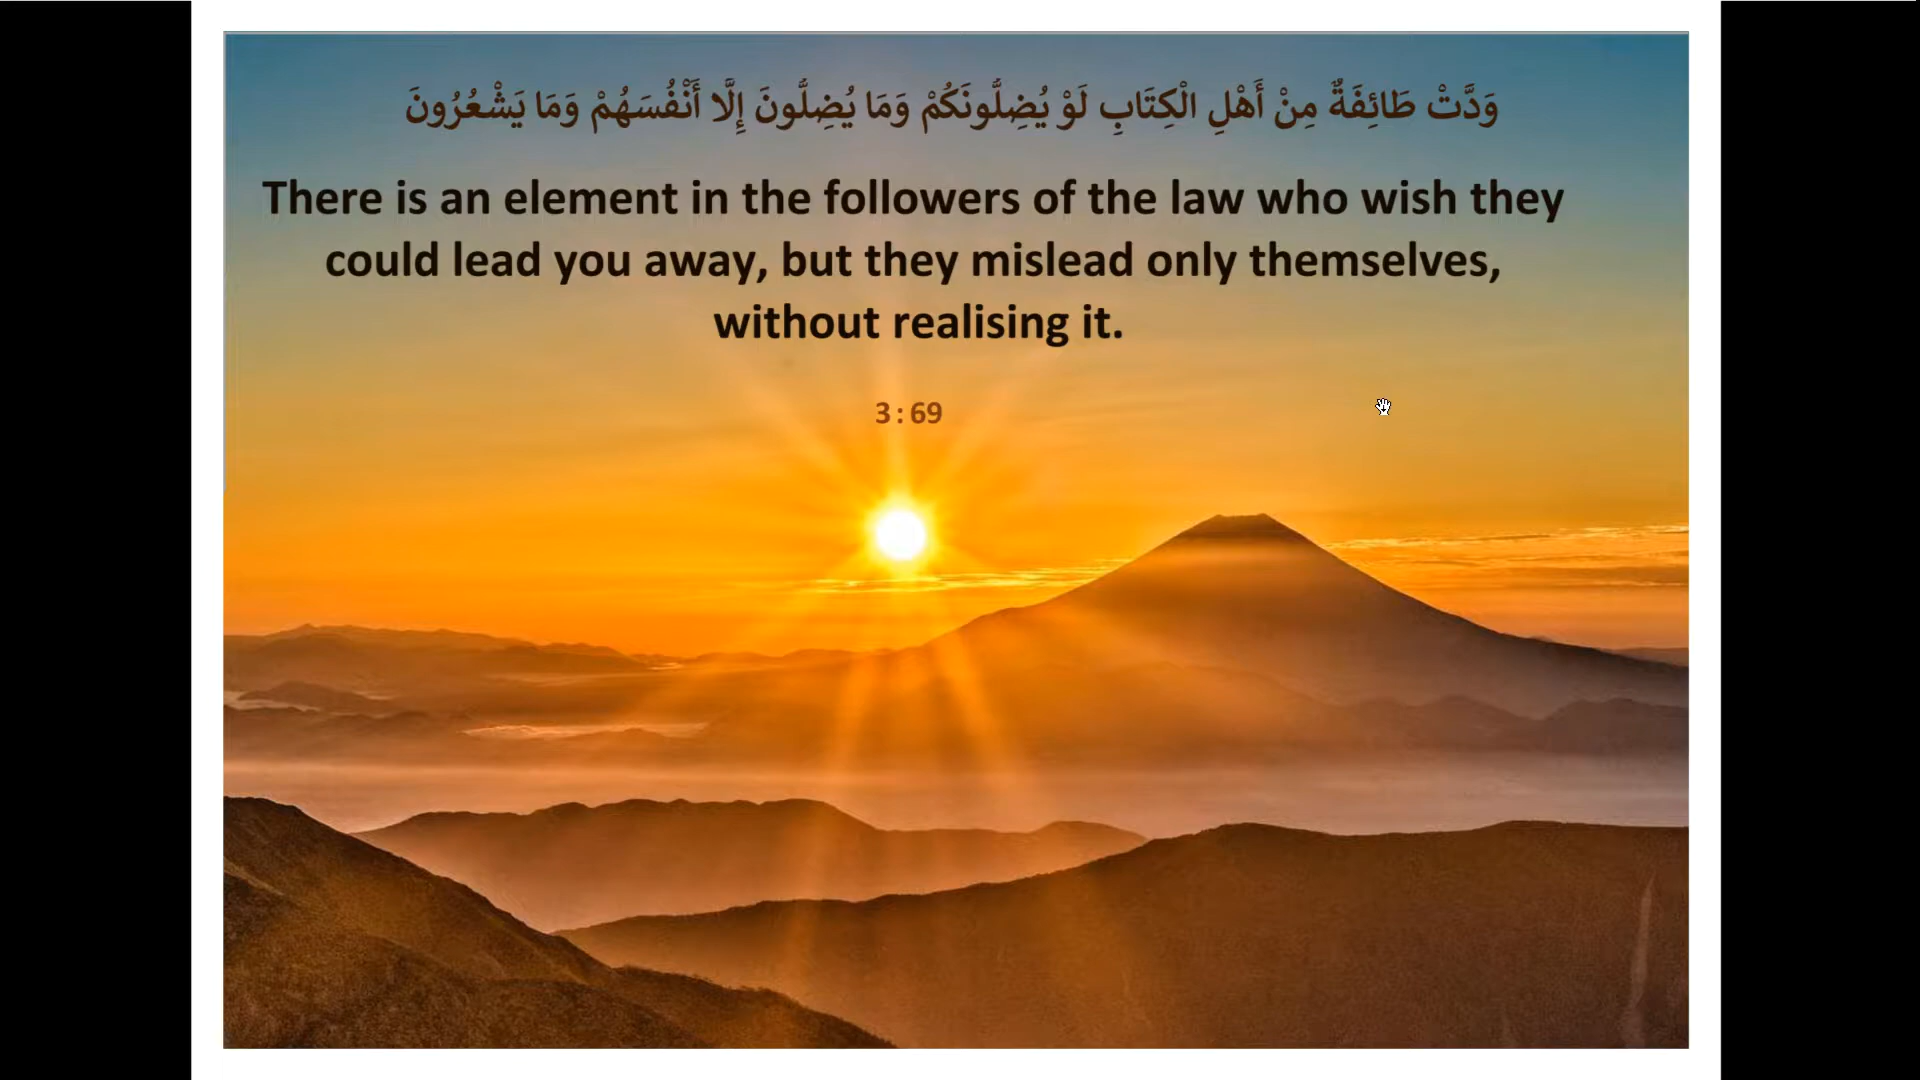 وَدَّتْ طَائِفَةٌ مِنْ أَهْلِ الْكِتَابِ لَوْ يُضِلُّونَكُمْ وَمَا يُضِلُّونَ إِلَّا أَنْفُسَهُمْ وَمَا يَشْعُرُونَ
There is an element in the followers of the law who wish they
could lead you away, but they mislead only themselves,
without realising it.
3:69